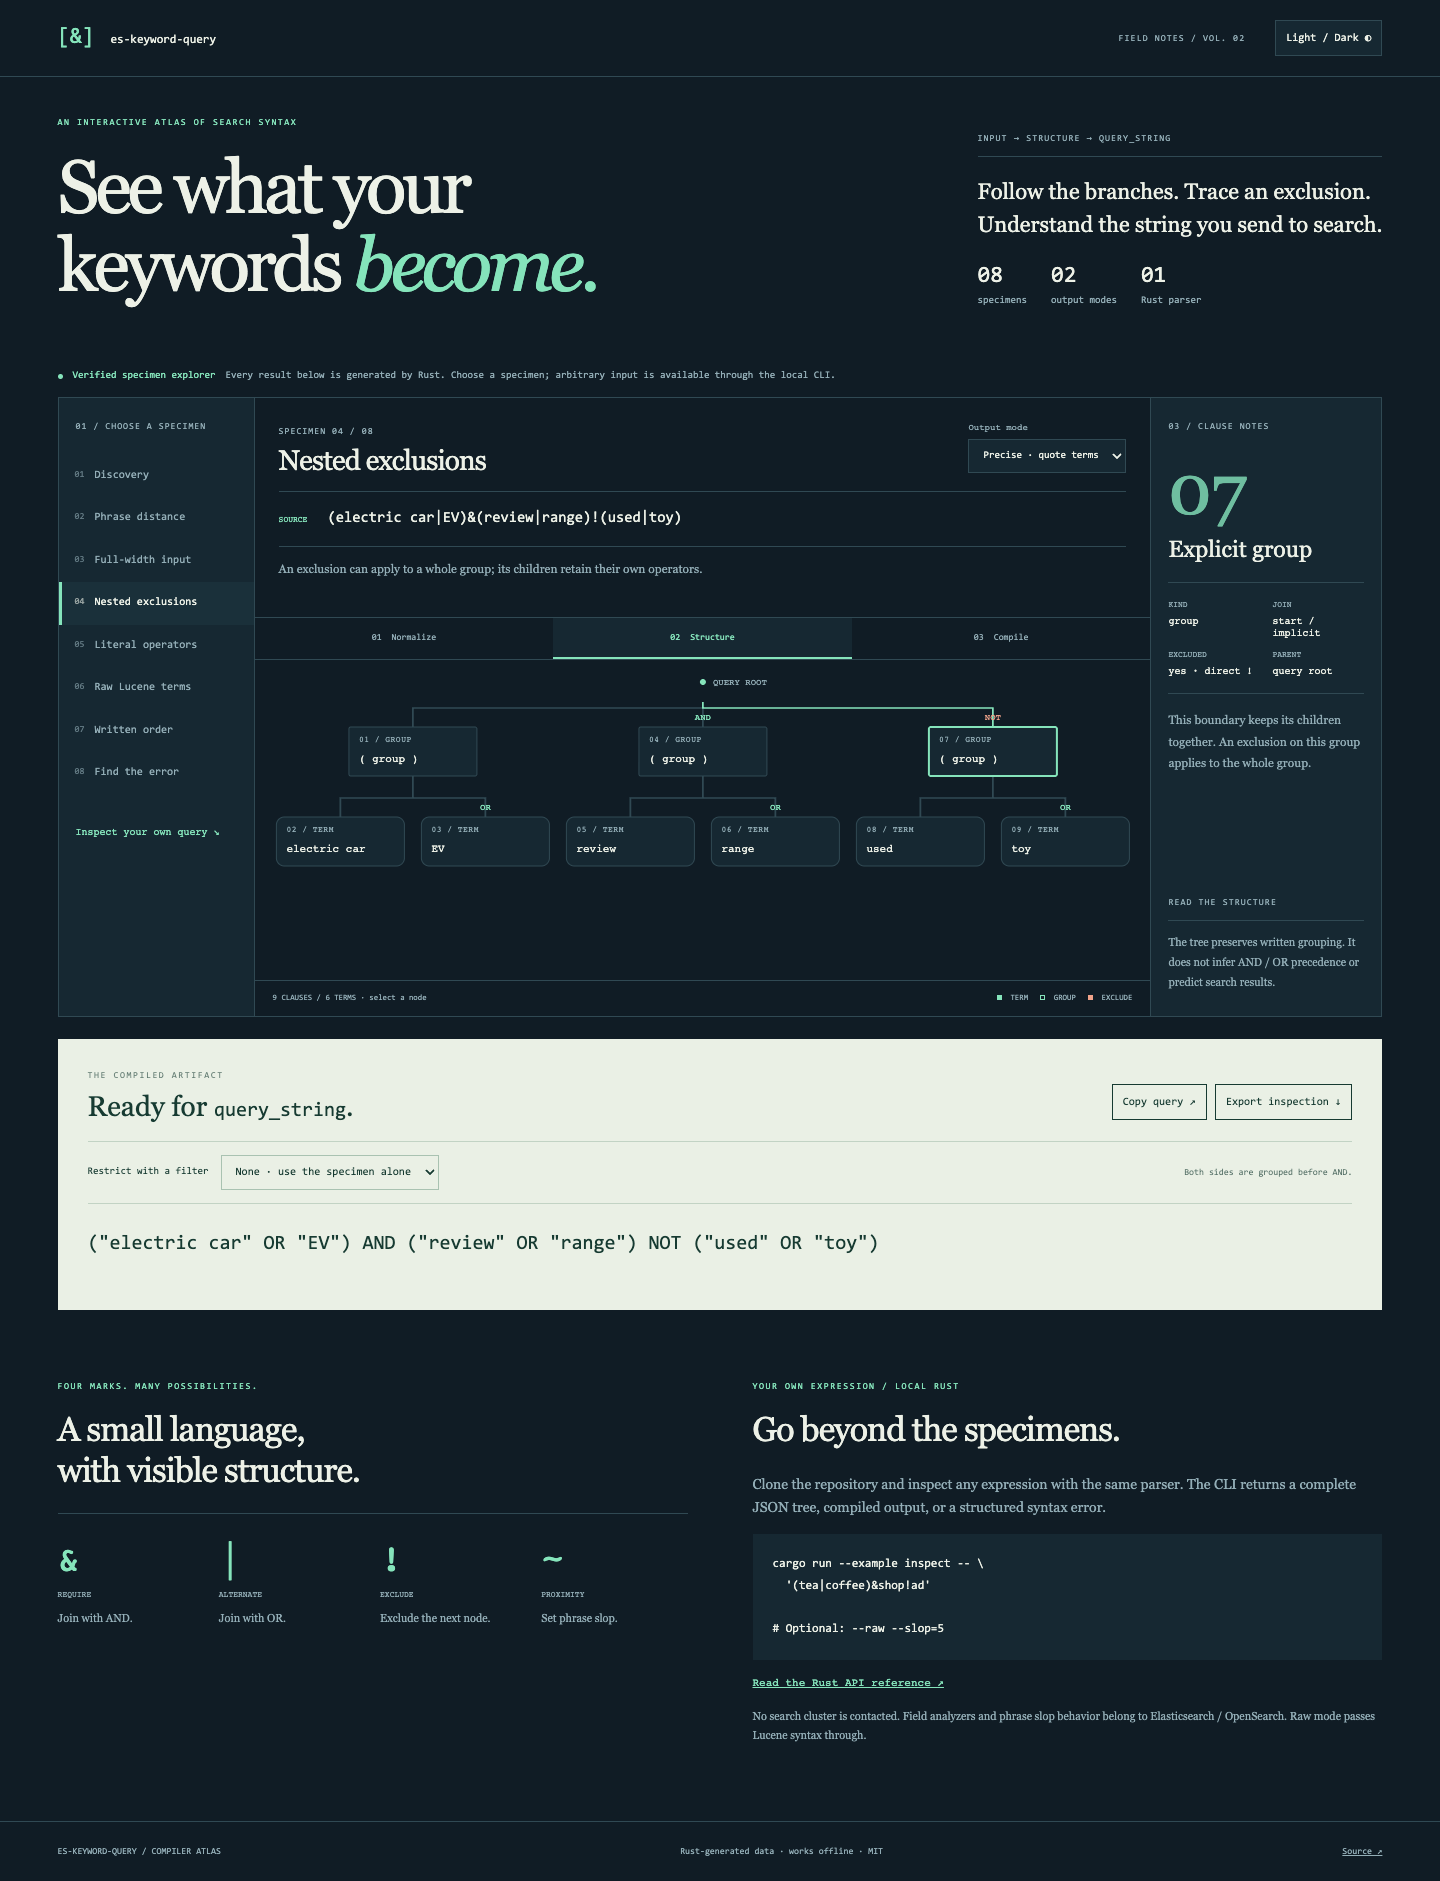 [&] es-keyword-query
FIELD NOTES / VOL. 02
Light / Dark ◐
AN INTERACTIVE ATLAS OF SEARCH SYNTAX
See what your
keywords become.
INPUT → STRUCTURE → QUERY_STRING
Follow the branches. Trace an exclusion.
Understand the string you send to search.
08 02 01
specimens output modes Rust parser
Verified specimen explorer Every result below is generated by Rust. Choose a specimen; arbitrary input is available through the local CLI.
01 / CHOOSE A SPECIMEN
01 Discovery
02 Phrase distance
03 Full-width input
04 Nested exclusions
05 Literal operators
06 Raw Lucene terms
07 Written order
08 Find the error
Inspect your own query ↘
SPECIMEN 04 / 08
Nested exclusions
Output mode
Precise · quote terms
SOURCE (electric car|EV)&(review|range)!(used|toy)
An exclusion can apply to a whole group; its children retain their own operators.
01 Normalize
02 Structure
03 Compile
QUERY ROOT
AND
NOT
01 / GROUP
( group )
04 / GROUP
( group )
07 / GROUP
( group )
OR
OR
OR
02 / TERM
electric car
03 / TERM
EV
05 / TERM
review
06 / TERM
range
08 / TERM
used
09 / TERM
toy
9 CLAUSES / 6 TERMS · select a node
TERM GROUP EXCLUDE
03 / CLAUSE NOTES
07
Explicit group
KIND JOIN
group start /
implicit
EXCLUDED PARENT
yes · direct ! query root
This boundary keeps its children
together. An exclusion on this group
applies to the whole group.
READ THE STRUCTURE
The tree preserves written grouping. It
does not infer AND / OR precedence or
predict search results.
THE COMPILED ARTIFACT
Ready for query_string.
Copy query ↗
Export inspection ↓
Restrict with a filter None · use the specimen alone
Both sides are grouped before AND.
("electric car" OR "EV") AND ("review" OR "range") NOT ("used" OR "toy")
FOUR MARKS. MANY POSSIBILITIES.
A small language,
with visible structure.
& | ! ~
REQUIRE ALTERNATE EXCLUDE PROXIMITY
Join with AND. Join with OR. Exclude the next node. Set phrase slop.
YOUR OWN EXPRESSION / LOCAL RUST
Go beyond the specimens.
Clone the repository and inspect any expression with the same parser. The CLI returns a complete
JSON tree, compiled output, or a structured syntax error.
cargo run --example inspect -- \
'(tea|coffee)&shop!ad'
# Optional: --raw --slop=5
Read the Rust API reference ↗
No search cluster is contacted. Field analyzers and phrase slop behavior belong to Elasticsearch / OpenSearch. Raw mode passes
Lucene syntax through.
ES-KEYWORD-QUERY / COMPILER ATLAS
Rust-generated data · works offline · MIT
Source ↗